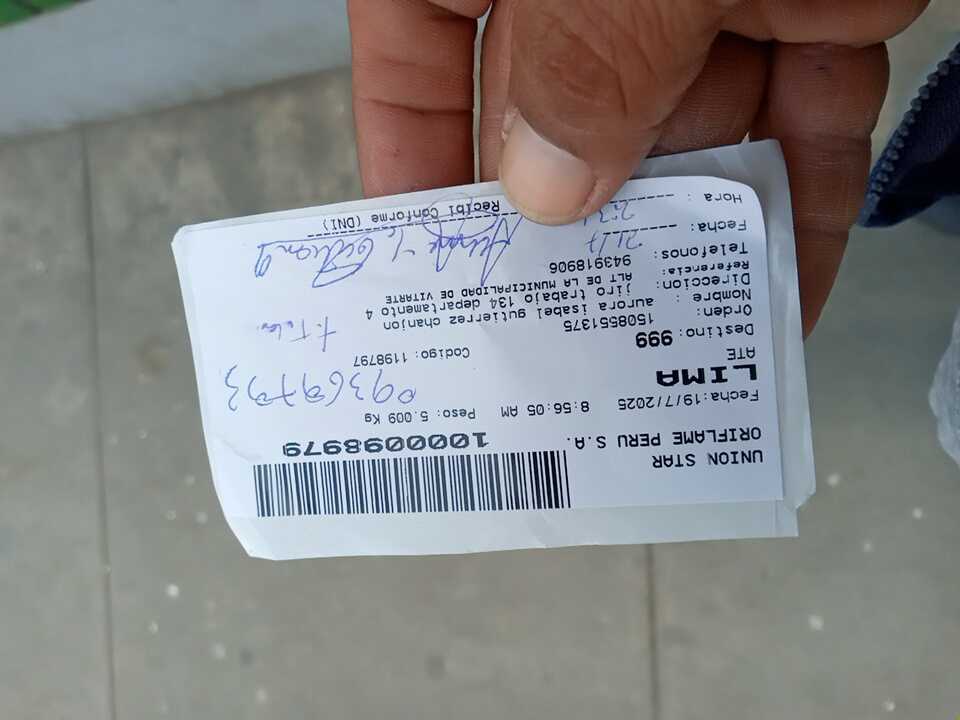 UNION STAR
ORIFLAME PERU S.A.
1000098979
Fecha:19/7/2025 8:56:05 AM Peso: 5.009 Kg
LIMA
ATE
Destino: 999 Codigo: 1198797
Orden: 1508551375
Nombre : aurora isabel gutierrez chanjon
Direccion: jiro trabajo 134 departamento 4
Referencia: ALT DE LA MUNICIPALIDAD DE VITARTE
Telefonos: 943918906
Fecha: 21.7
Hora :
Recibi Conforme (DNI)